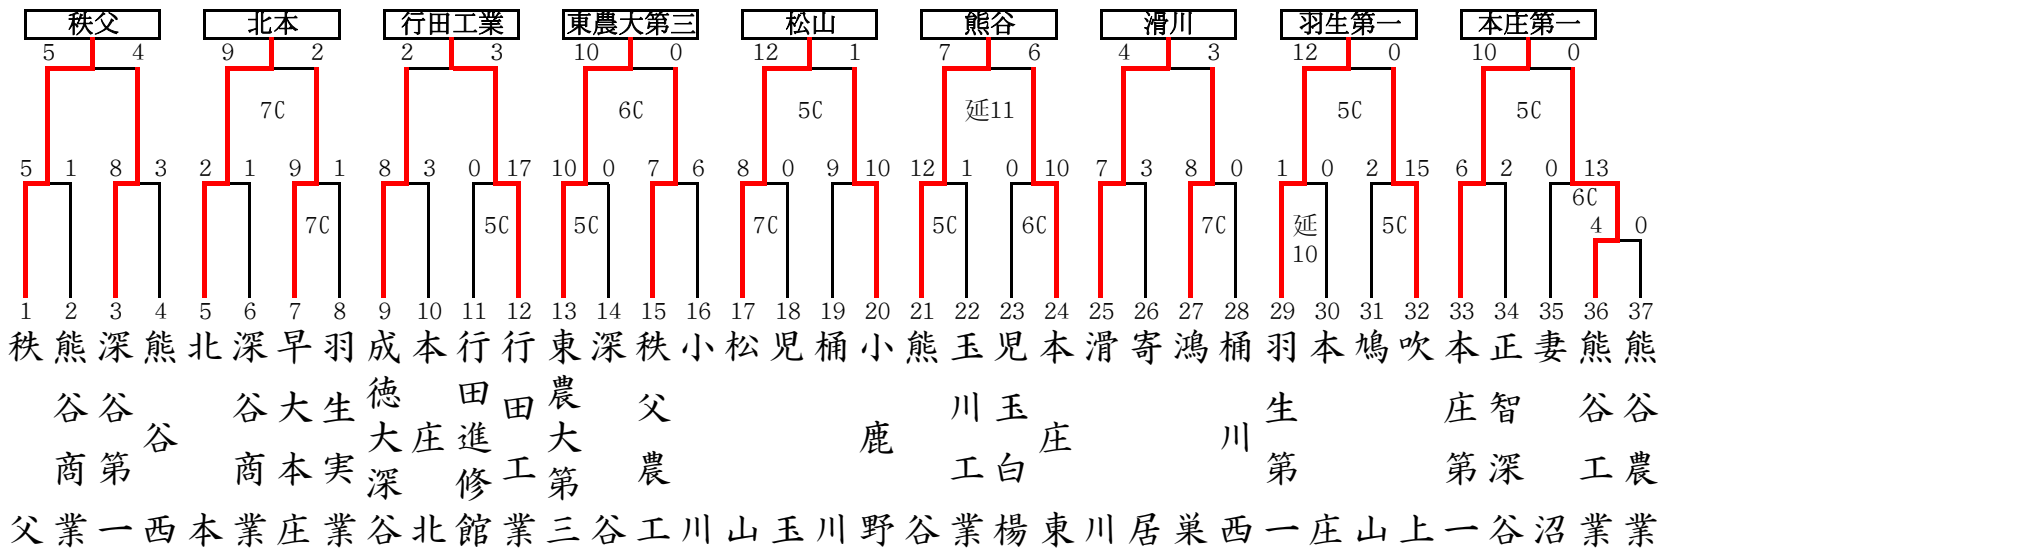 秩父 北本 行田工業 東農大第三 松山 熊谷 滑川 羽生第一 本庄第一
5 4 9 2 2 3 10 0 12 1 7 6 4 3 12 0 10 0
7C 6C 5C 延11 5C 5C
5 1 8 3 2 1 9 1 8 3 0 17 10 0 7 6 8 0 9 10 12 1 0 10 7 3 8 0 1 0 2 15 6 2 0 13
6C
7C 5C 5C 7C 5C 6C 7C 延10 5C 4 0
1 2 3 4 5 6 7 8 9 10 11 12 13 14 15 16 17 18 19 20 21 22 23 24 25 26 27 28 29 30 31 32 33 34 35 36 37
秩父
熊谷商業
深谷第一
熊谷西
北本
深谷商業
早大本庄
羽生実業
成徳大深谷
本庄北
行田進修館
行田工業
東農大第三
深谷
秩父農工
小川
松山
児玉
桶川
小鹿野
熊谷
玉川工業
児玉白楊
本庄東
滑川
寄居
鴻巣
桶川西
羽生第一
本庄
鳩山
吹上
本庄第一
正智深谷
妻沼
熊谷工業
熊谷農業